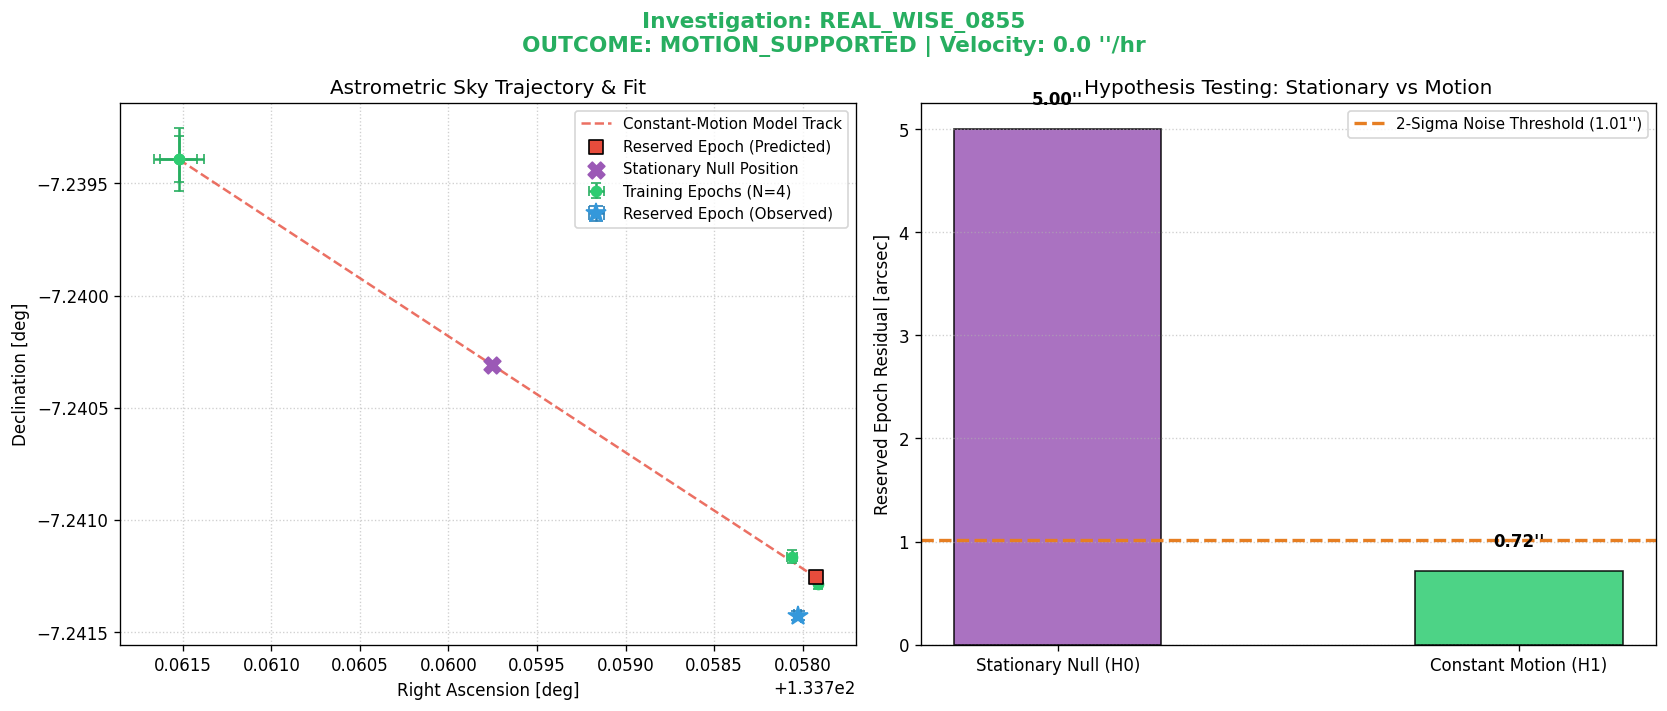 Investigation: REAL_WISE_0855
OUTCOME: MOTION_SUPPORTED | Velocity: 0.0 ''/hr
Astrometric Sky Trajectory & Fit
Constant-Motion Model Track
Reserved Epoch (Predicted)
Stationary Null Position
Training Epochs (N=4)
Reserved Epoch (Observed)
Declination [deg]
−7.2395
−7.2400
−7.2405
−7.2410
−7.2415
0.0615 0.0610 0.0605 0.0600 0.0595 0.0590 0.0585 0.0580
+1.337e2
Right Ascension [deg]
Hypothesis Testing: Stationary vs Motion
2-Sigma Noise Threshold (1.01'')
5.00''
0.72''
Reserved Epoch Residual [arcsec]
5
4
3
2
1
0
Stationary Null (H0)
Constant Motion (H1)